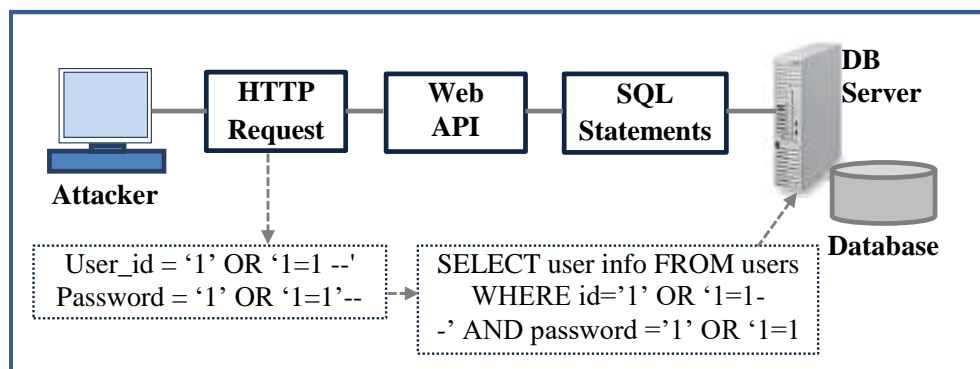 HTTP
Request
Web
API
SQL
Statements
DB
Server
Attacker
Database
User_id = ‘1’ OR ‘1=1 --'
Password = ‘1’ OR ‘1=1’--
SELECT user info FROM users
WHERE id=’1’ OR ‘1=1-
-’ AND password =’1’ OR ‘1=1